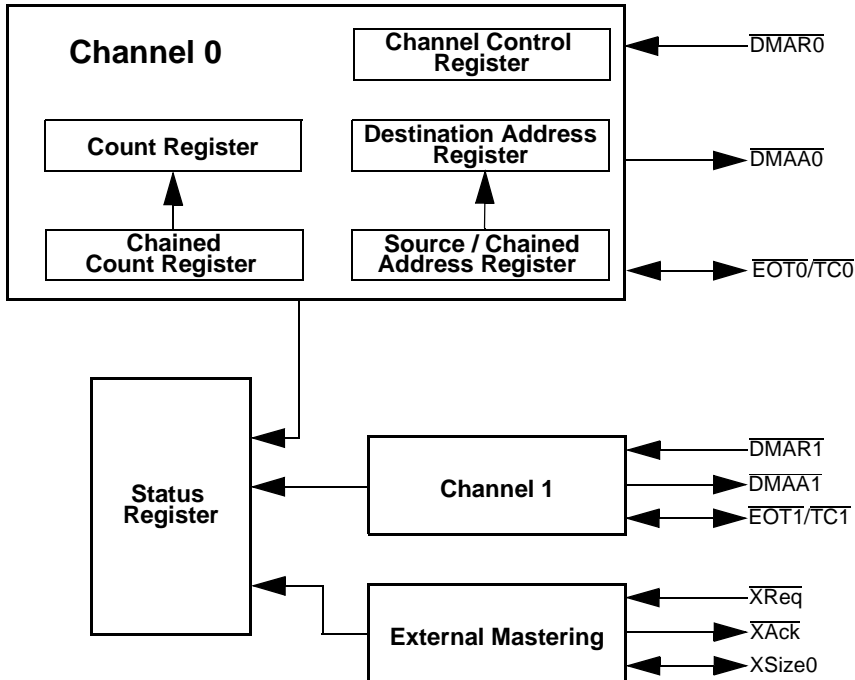 Channel 0
Channel Control
Register
DMAR0
Count Register
Destination Address
Register
DMAA0
Chained
Count Register
Source / Chained
Address Register
EOT0/TC0
Status
Register
Channel 1
DMAR1
DMAA1
EOT1/TC1
External Mastering
XReq
XAck
XSize0